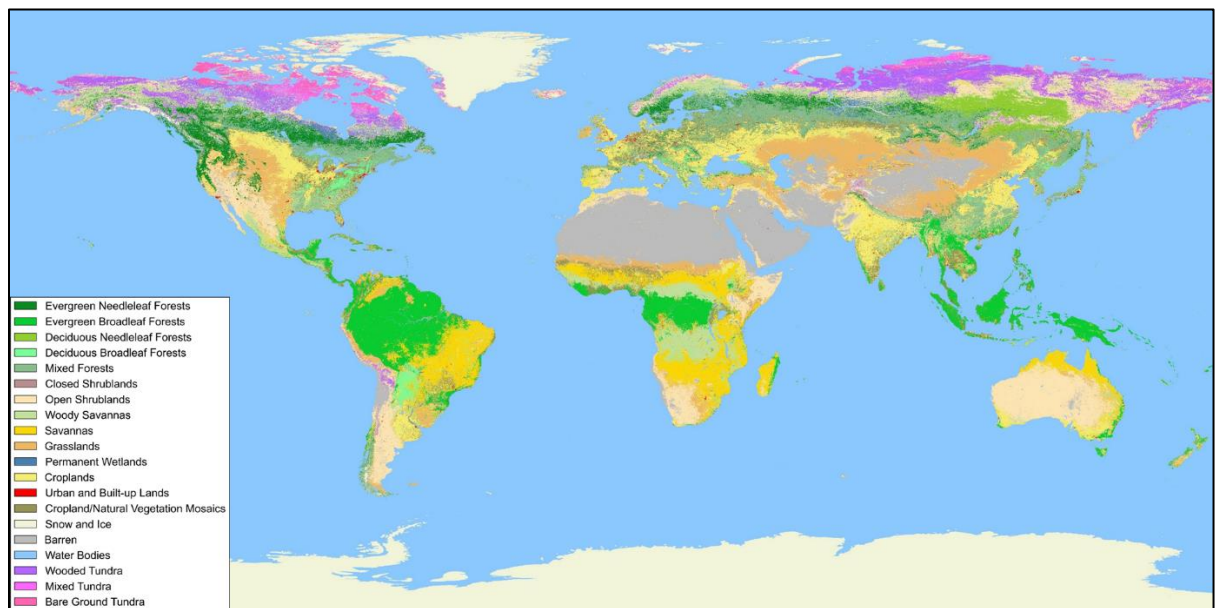 Evergreen Needleleaf Forests
Evergreen Broadleaf Forests
Deciduous Needleleaf Forests
Deciduous Broadleaf Forests
Mixed Forests
Closed Shrublands
Open Shrublands
Woody Savannas
Savannas
Grasslands
Permanent Wetlands
Croplands
Urban and Built-up Lands
Cropland/Natural Vegetation Mosaics
Snow and Ice
Barren
Water Bodies
Wooded Tundra
Mixed Tundra
Bare Ground Tundra